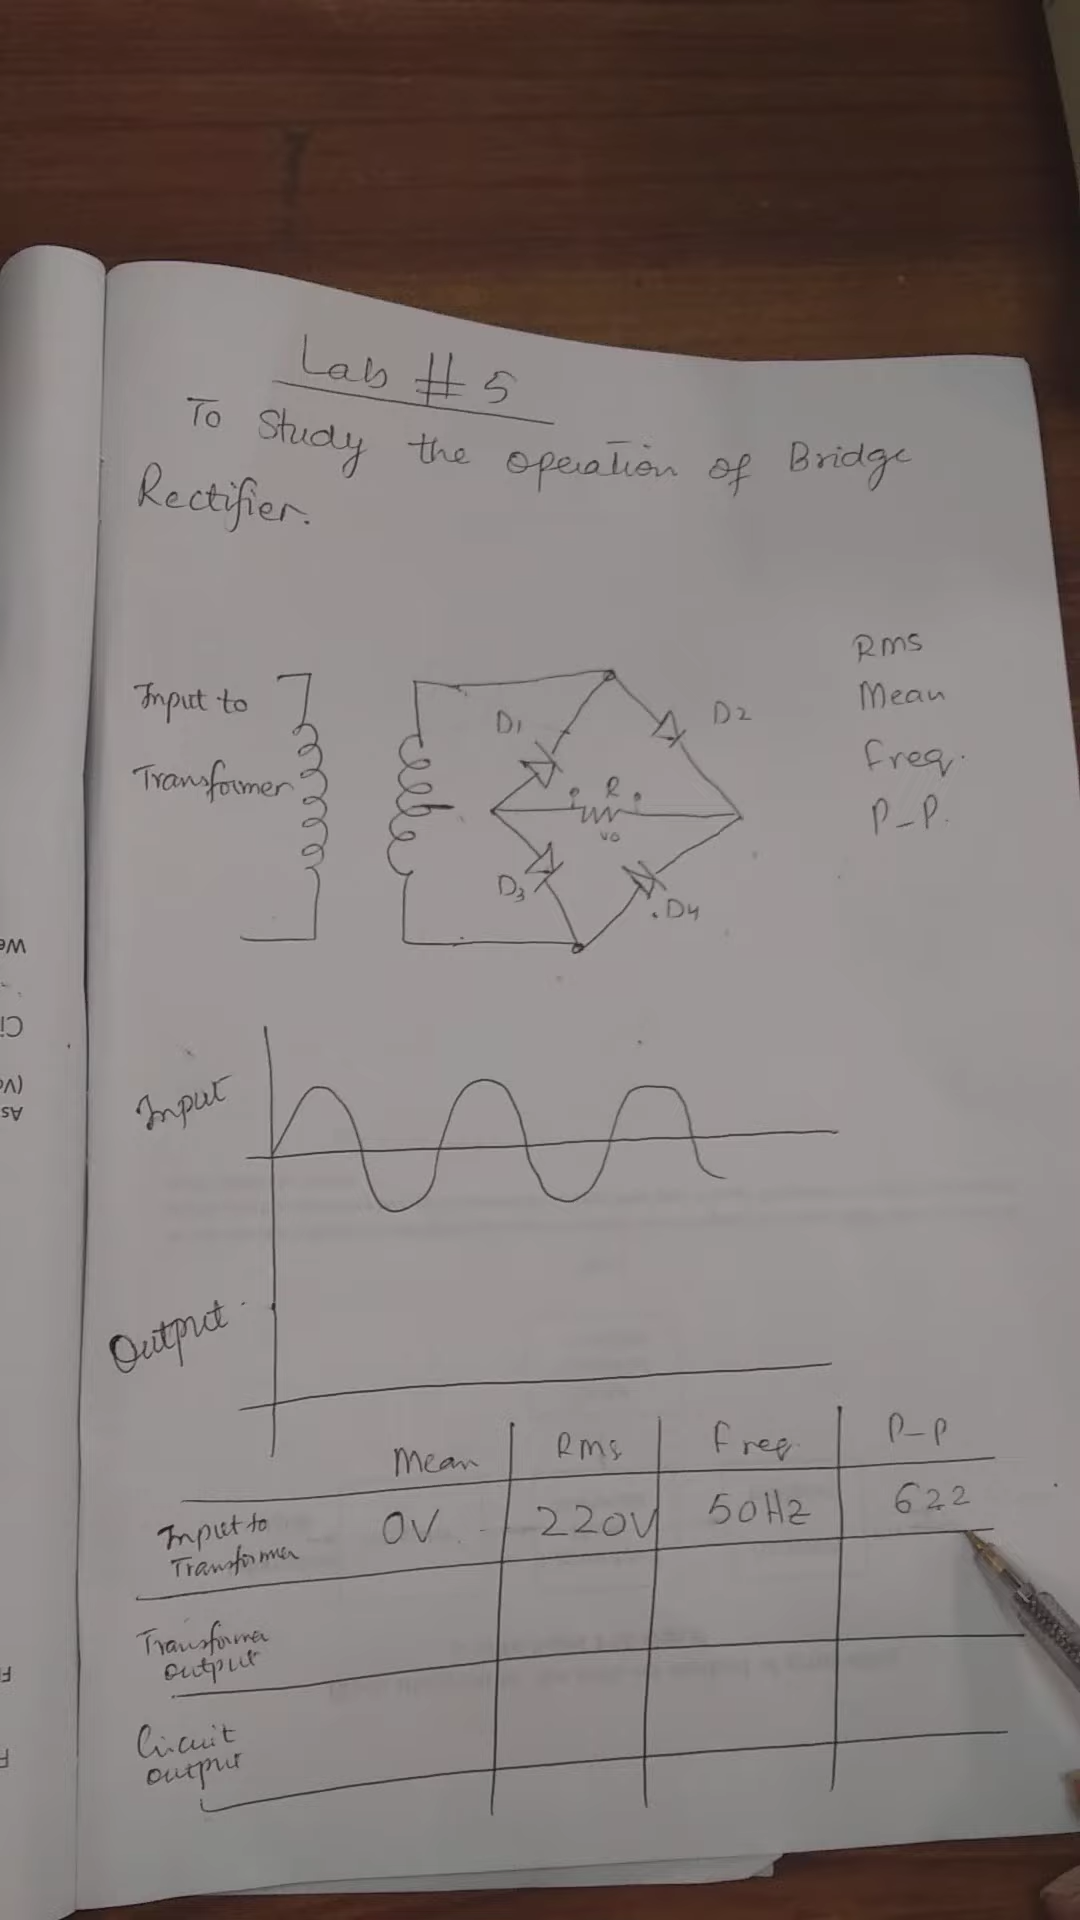 Lab # 5
To Study the operation of Bridge
Rectifier.
Input to
Transformer
D1
D2
R
Vo
D3
D4
Rms
Mean
freq.
P-P.
Input
Output
Mean Rms Freq. P-P
Input to
Transformer
0V 220V 50Hz 622
Transformer
output
Circuit
output